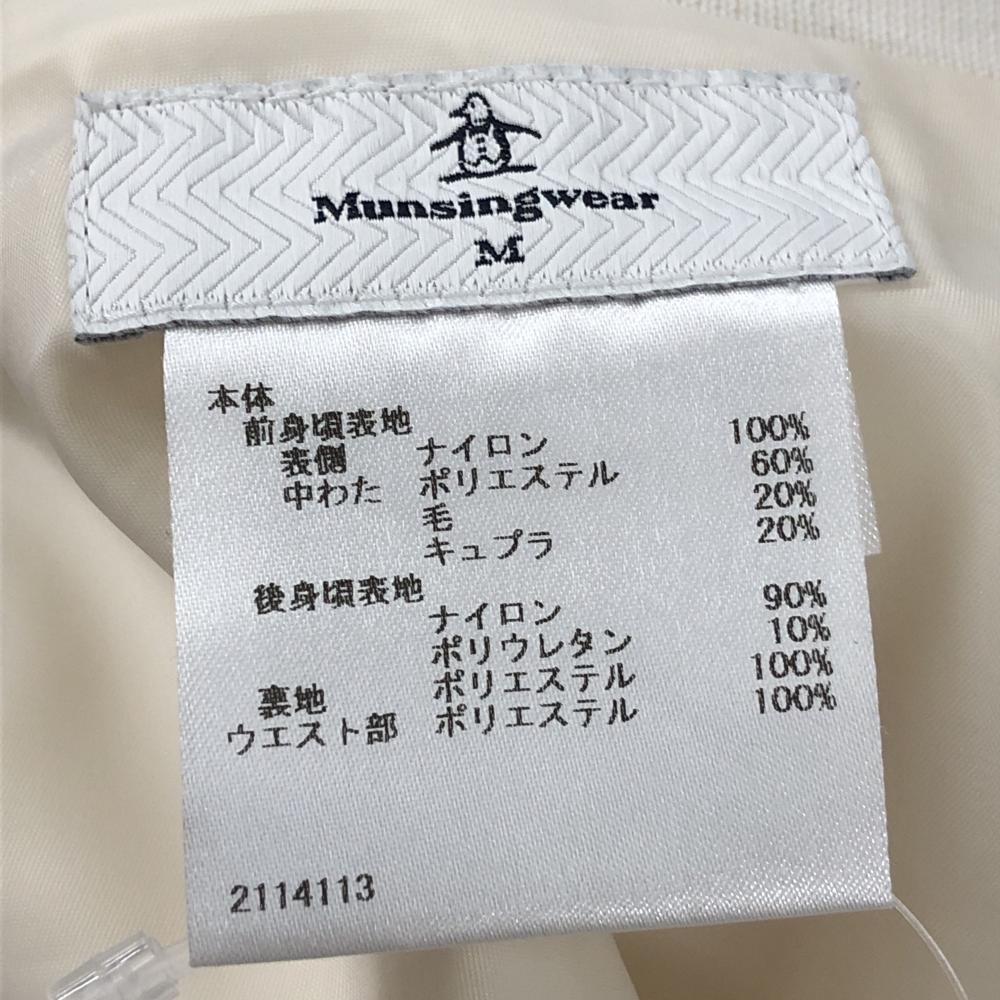 Munsingwear
M
本体
前身頃表地
表側 ナイロン 100%
中わた ポリエステル 60%
毛 20%
キュプラ 20%
後身頃表地
ナイロン 90%
ポリウレタン 10%
裏地 ポリエステル 100%
ウエスト部 ポリエステル 100%
2114113